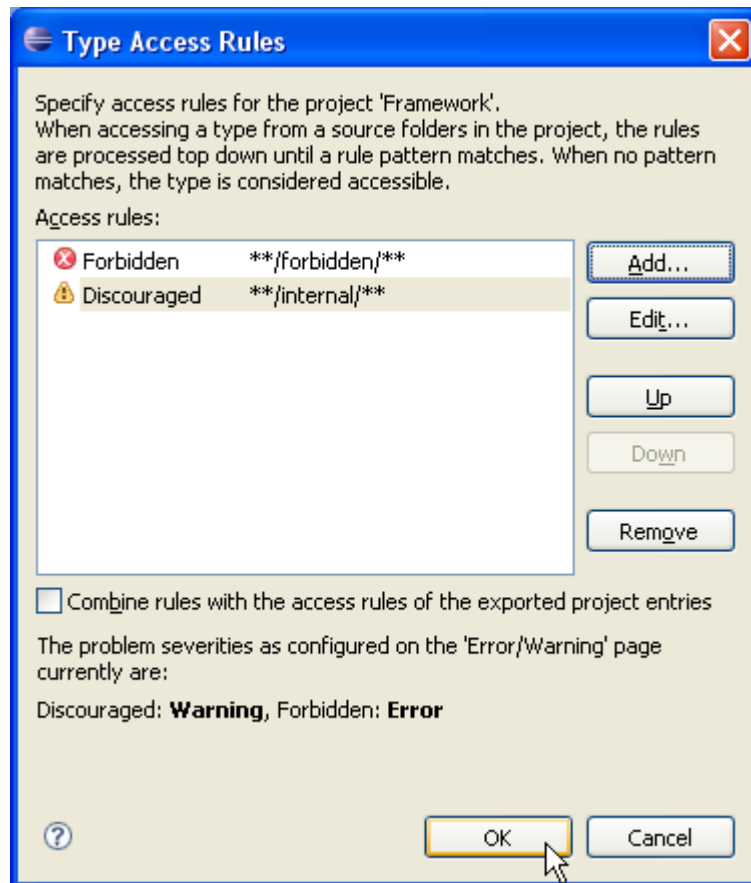 Type Access Rules
Specify access rules for the project 'Framework'.
When accessing a type from a source folders in the project, the rules
are processed top down until a rule pattern matches. When no pattern
matches, the type is considered accessible.
Access rules:
Forbidden **/forbidden/**
Discouraged **/internal/**
Add...
Edit...
Up
Down
Remove
Combine rules with the access rules of the exported project entries
The problem severities as configured on the 'Error/Warning' page
currently are:
Discouraged: Warning, Forbidden: Error
OK
Cancel